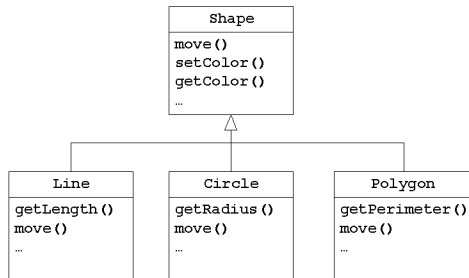 Shape
move()
setColor()
getColor()
…
Line
getLength()
move()
…
Circle
getRadius()
move()
…
Polygon
getPerimeter()
move()
…